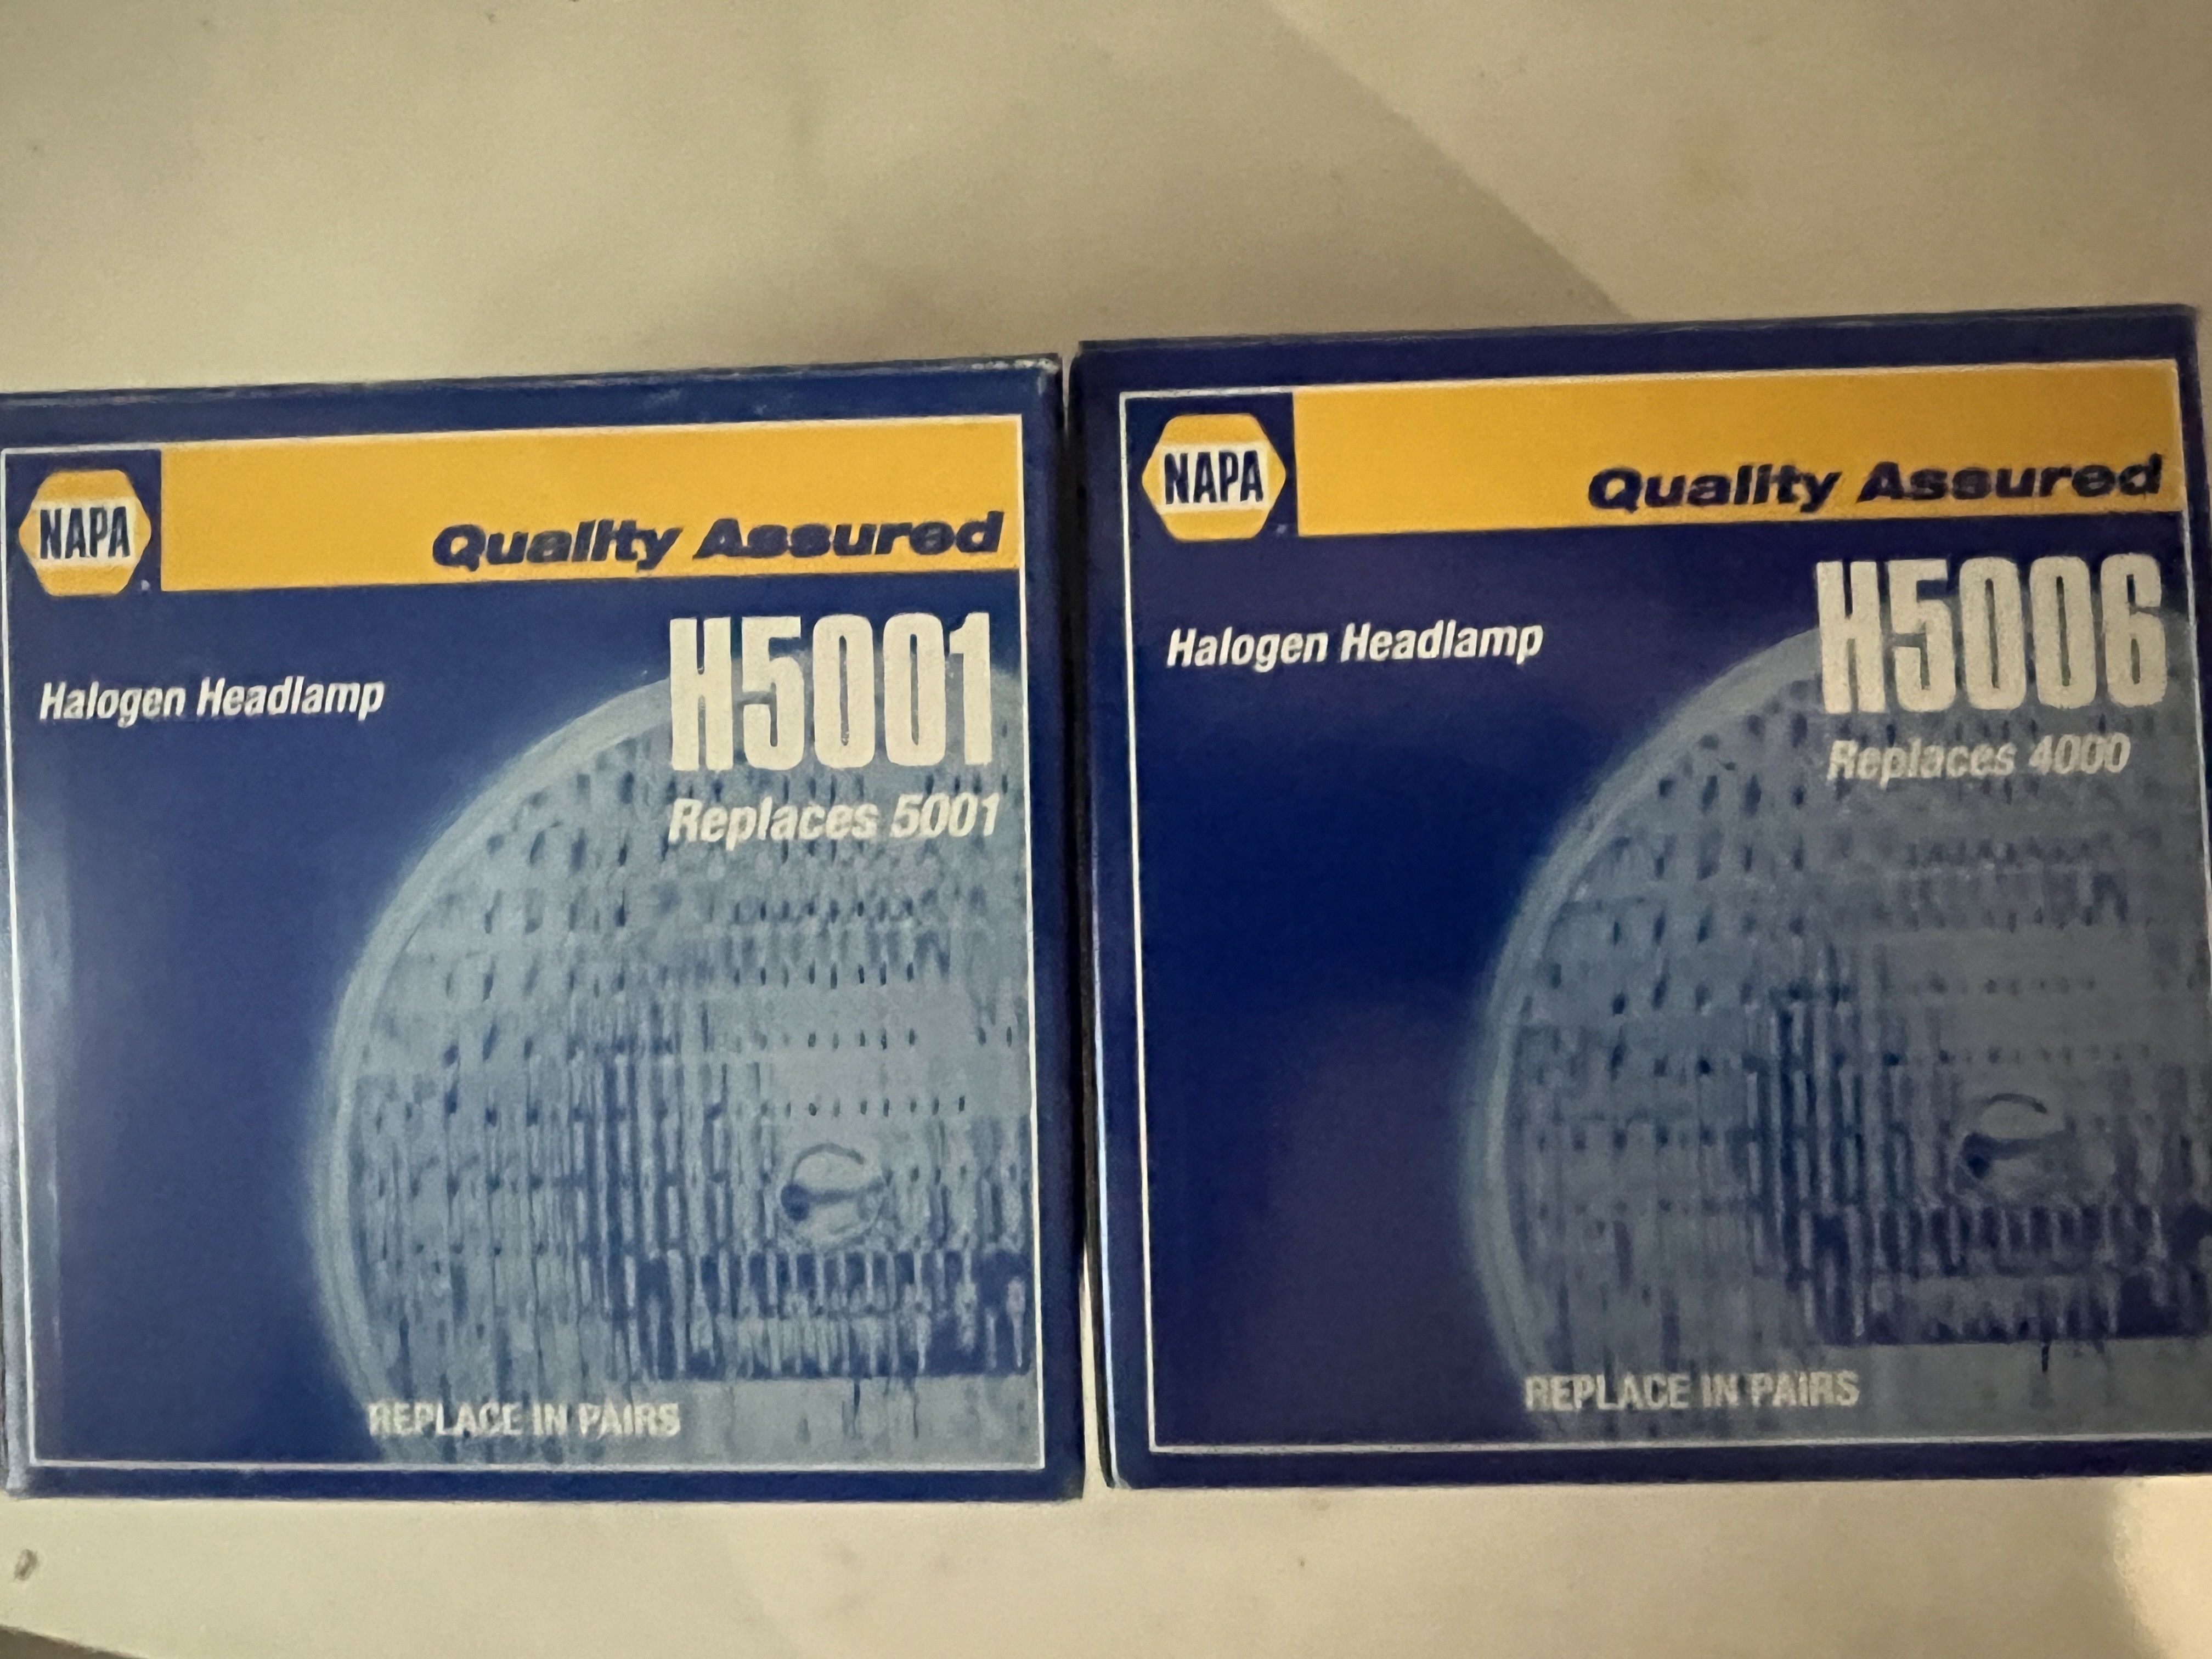 NAPA
Quality Assured
Halogen Headlamp
H5001
Replaces 5001
REPLACE IN PAIRS
NAPA
Quality Assured
Halogen Headlamp
H5006
Replaces 4000
REPLACE IN PAIRS